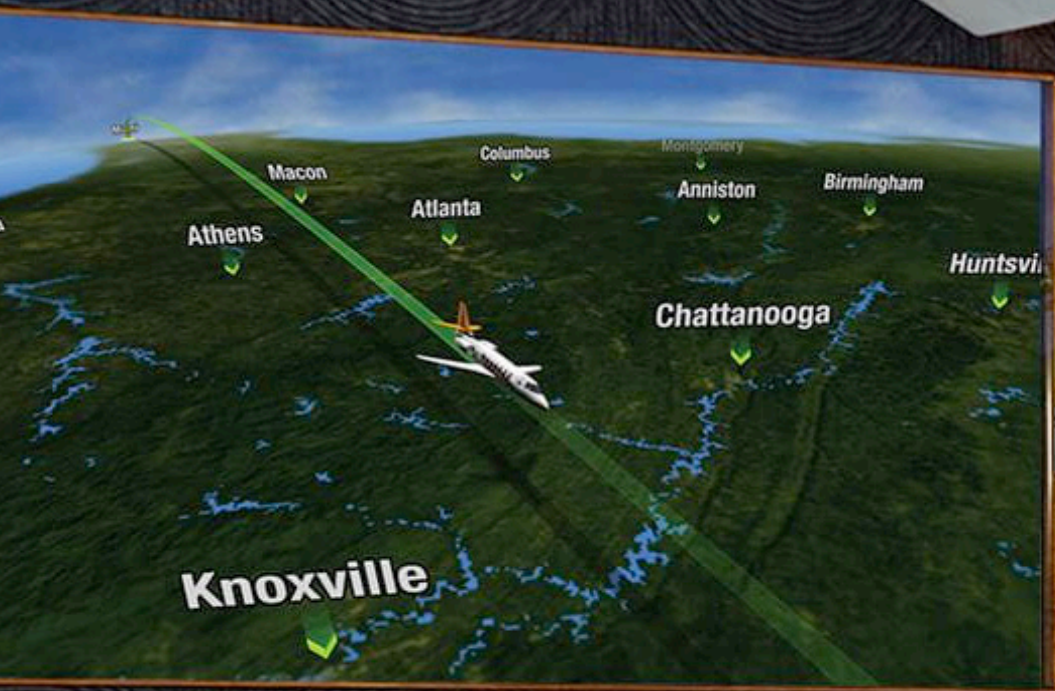 Macon
Columbus
Montgomery
Athens
Atlanta
Anniston
Birmingham
Huntsvi
Chattanooga
Knoxville